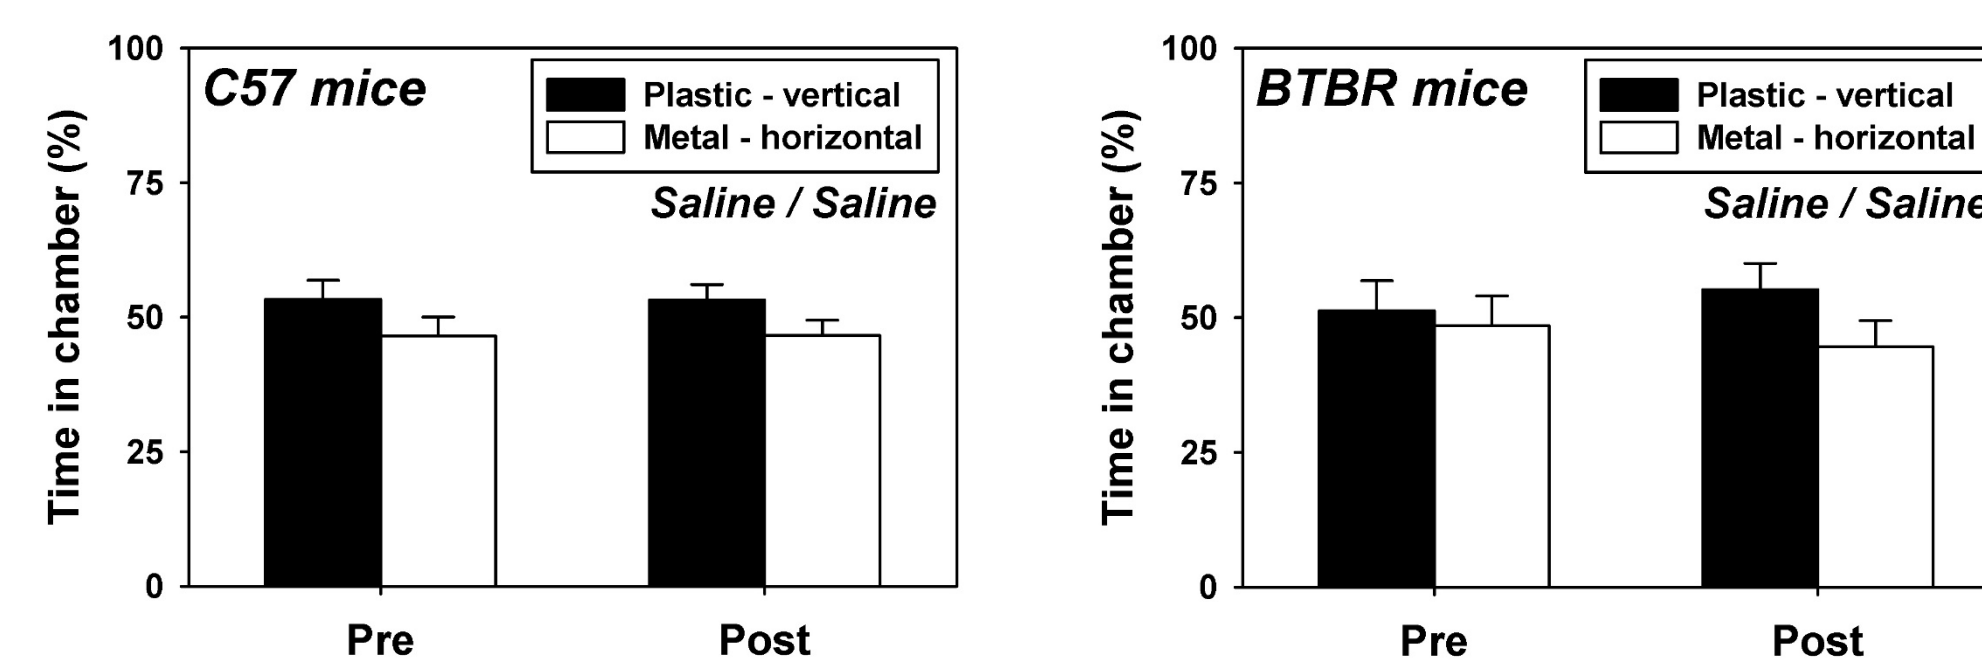 100
C57 mice
Plastic - vertical
Metal - horizontal
Saline / Saline
75
50
25
0
Time in chamber (%)
Pre
Post
100
BTBR mice
Plastic - vertical
Metal - horizontal
Saline / Saline
75
50
25
0
Time in chamber (%)
Pre
Post